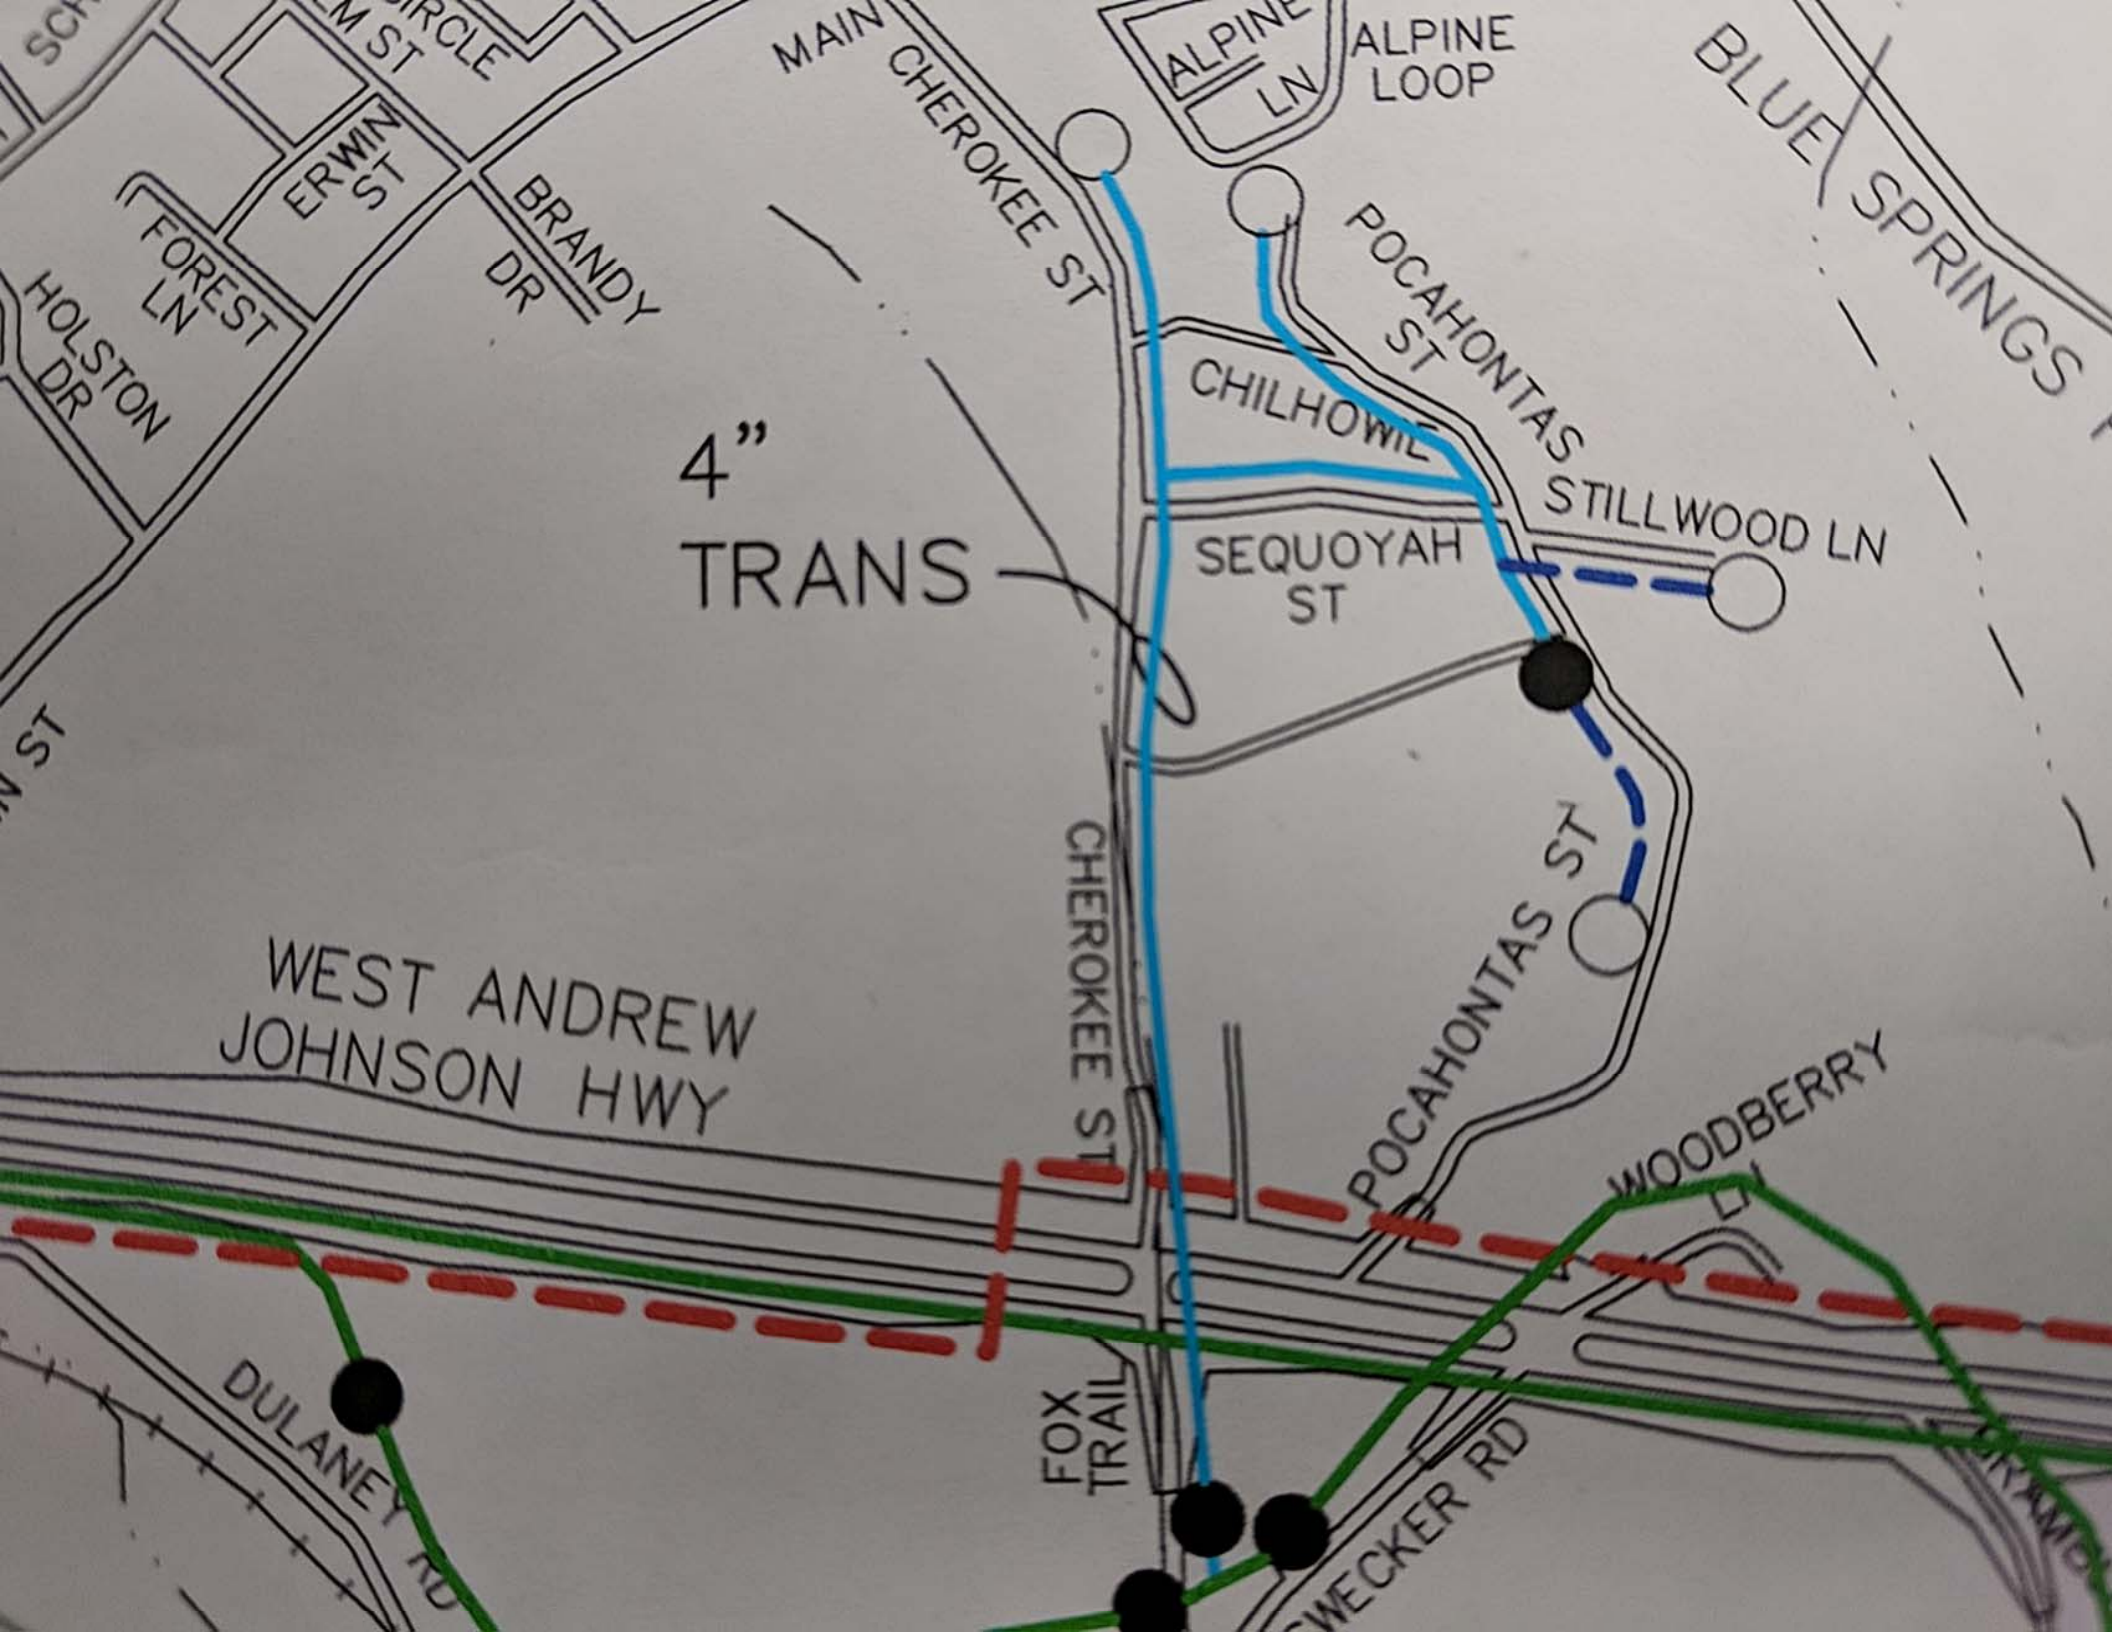 SCH
CIRCLE
M ST
MAIN
CHEROKEE ST
ALPINE
LN
ALPINE
LOOP
BLUE SPRINGS
ERWIN
ST
BRANDY
DR
FOREST
LN
HOLSTON
DR
POCAHONTAS
ST
CHILHOWIE
4”
TRANS
SEQUOYAH
ST
STILLWOOD LN
N ST
CHEROKEE ST
POCAHONTAS ST
WEST ANDREW
JOHNSON HWY
WOODBERRY
LN
DULANEY RD
FOX
TRAIL
SWECKER RD